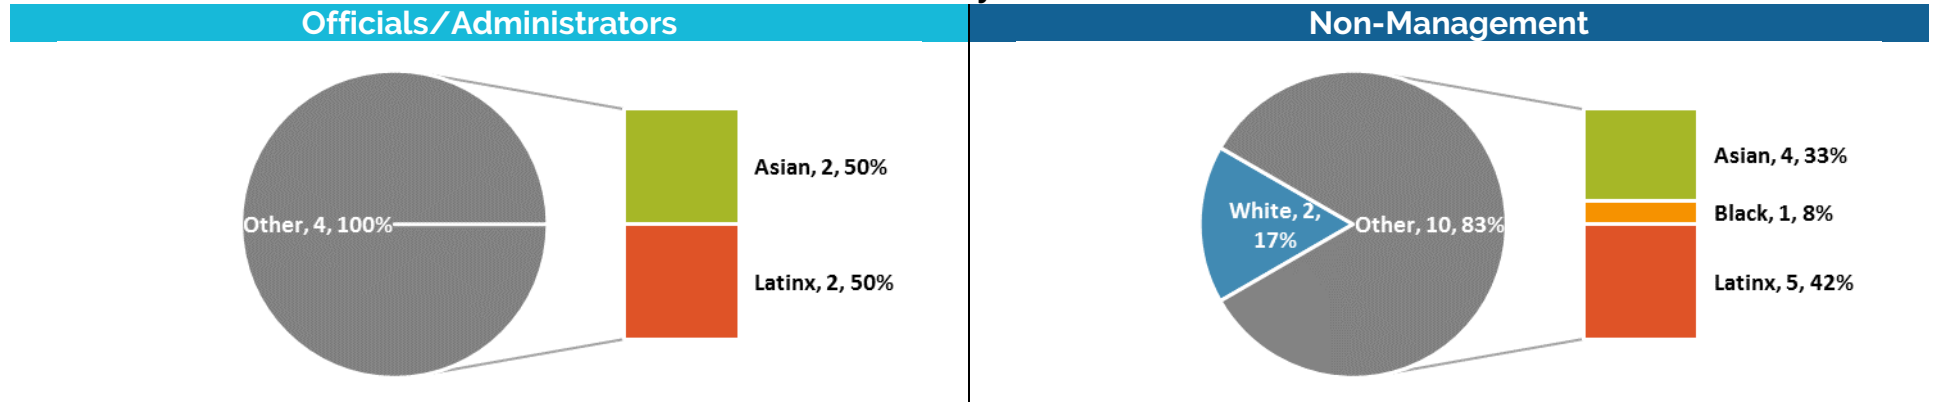 Officials/Administrators
Other, 4, 100%
Asian, 2, 50%
Latinx, 2, 50%
Non-Management
White, 2,
17%
Other, 10, 83%
Asian, 4, 33%
Black, 1, 8%
Latinx, 5, 42%